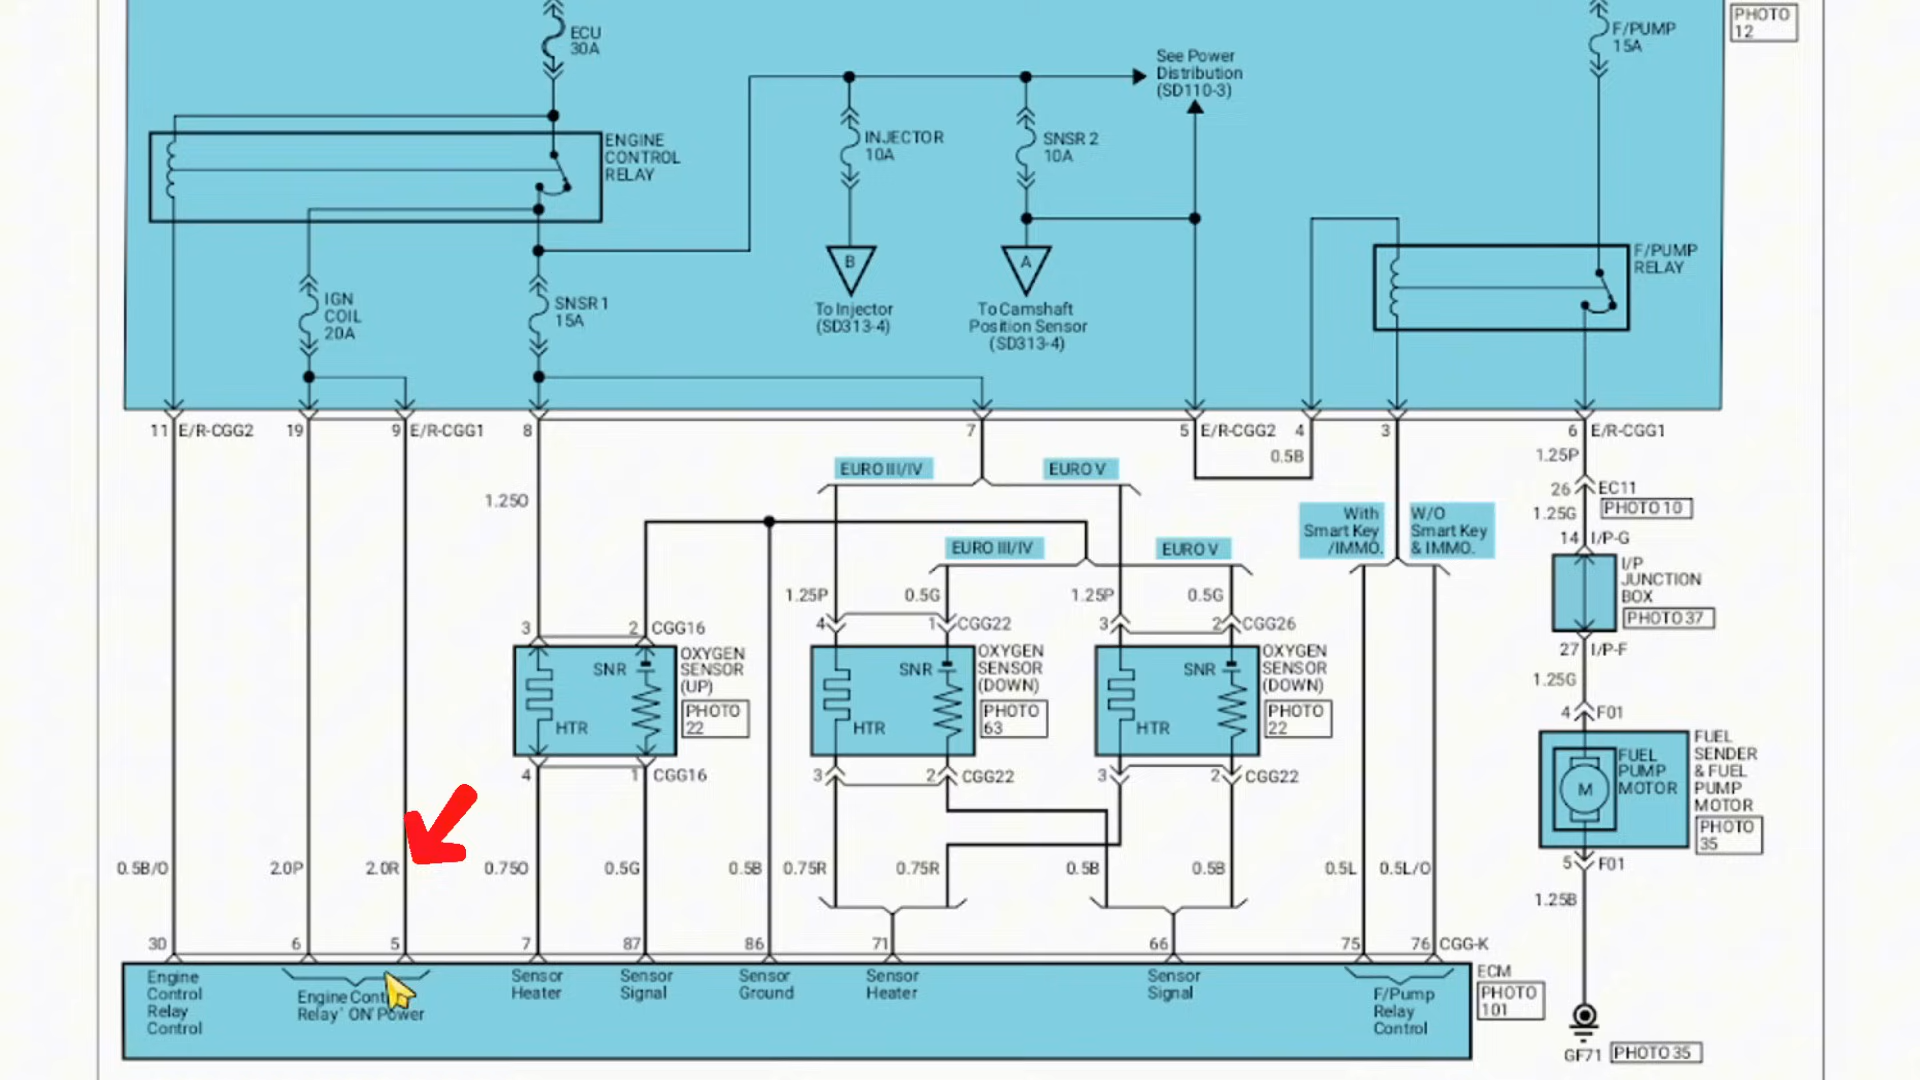 ECU
30A
F/PUMP
15A
PHOTO
12
See Power
Distribution
(SD110-3)
ENGINE
CONTROL
RELAY
INJECTOR
10A
SNSR 2
10A
F/PUMP
RELAY
IGN
COIL
20A
SNSR 1
15A
B
A
To Injector
(SD313-4)
To Camshaft
Position Sensor
(SD313-4)
11 E/R-CGG2 19 9 E/R-CGG1 8 7 5 E/R-CGG2 4 3 6 E/R-CGG1
0.5B
1.25P
EURO III/IV
EURO V
26 EC11
PHOTO 10
1.25O
1.25G
With
Smart Key
/IMMO.
W/O
Smart Key
& IMMO.
14 I/P-G
EURO III/IV
EURO V
I/P
JUNCTION
BOX
PHOTO 37
1.25P 0.5G 1.25P 0.5G
3 2 CGG16
4 1 CGG22
3 2 CGG26
27 I/P-F
SNR
HTR
OXYGEN
SENSOR
(UP)
PHOTO
22
SNR
HTR
OXYGEN
SENSOR
(DOWN)
PHOTO
63
SNR
HTR
OXYGEN
SENSOR
(DOWN)
PHOTO
22
1.25G
4 F01
FUEL
PUMP
MOTOR
M
FUEL
SENDER
& FUEL
PUMP
MOTOR
PHOTO
35
4 1 CGG16
3 2 CGG22
3 2 CGG22
5 F01
0.5B/O 2.0P 2.0R 0.75O 0.5G 0.5B 0.75R 0.75R 0.5B 0.5B 0.5L 0.5L/O
1.25B
30 6 5 7 87 86 71 66 75 76 CGG-K
Engine
Control
Relay
Control
Engine Cont
Relay ' ON' Power
Sensor
Heater
Sensor
Signal
Sensor
Ground
Sensor
Heater
Sensor
Signal
F/Pump
Relay
Control
ECM
PHOTO
101
GF71 PHOTO 35